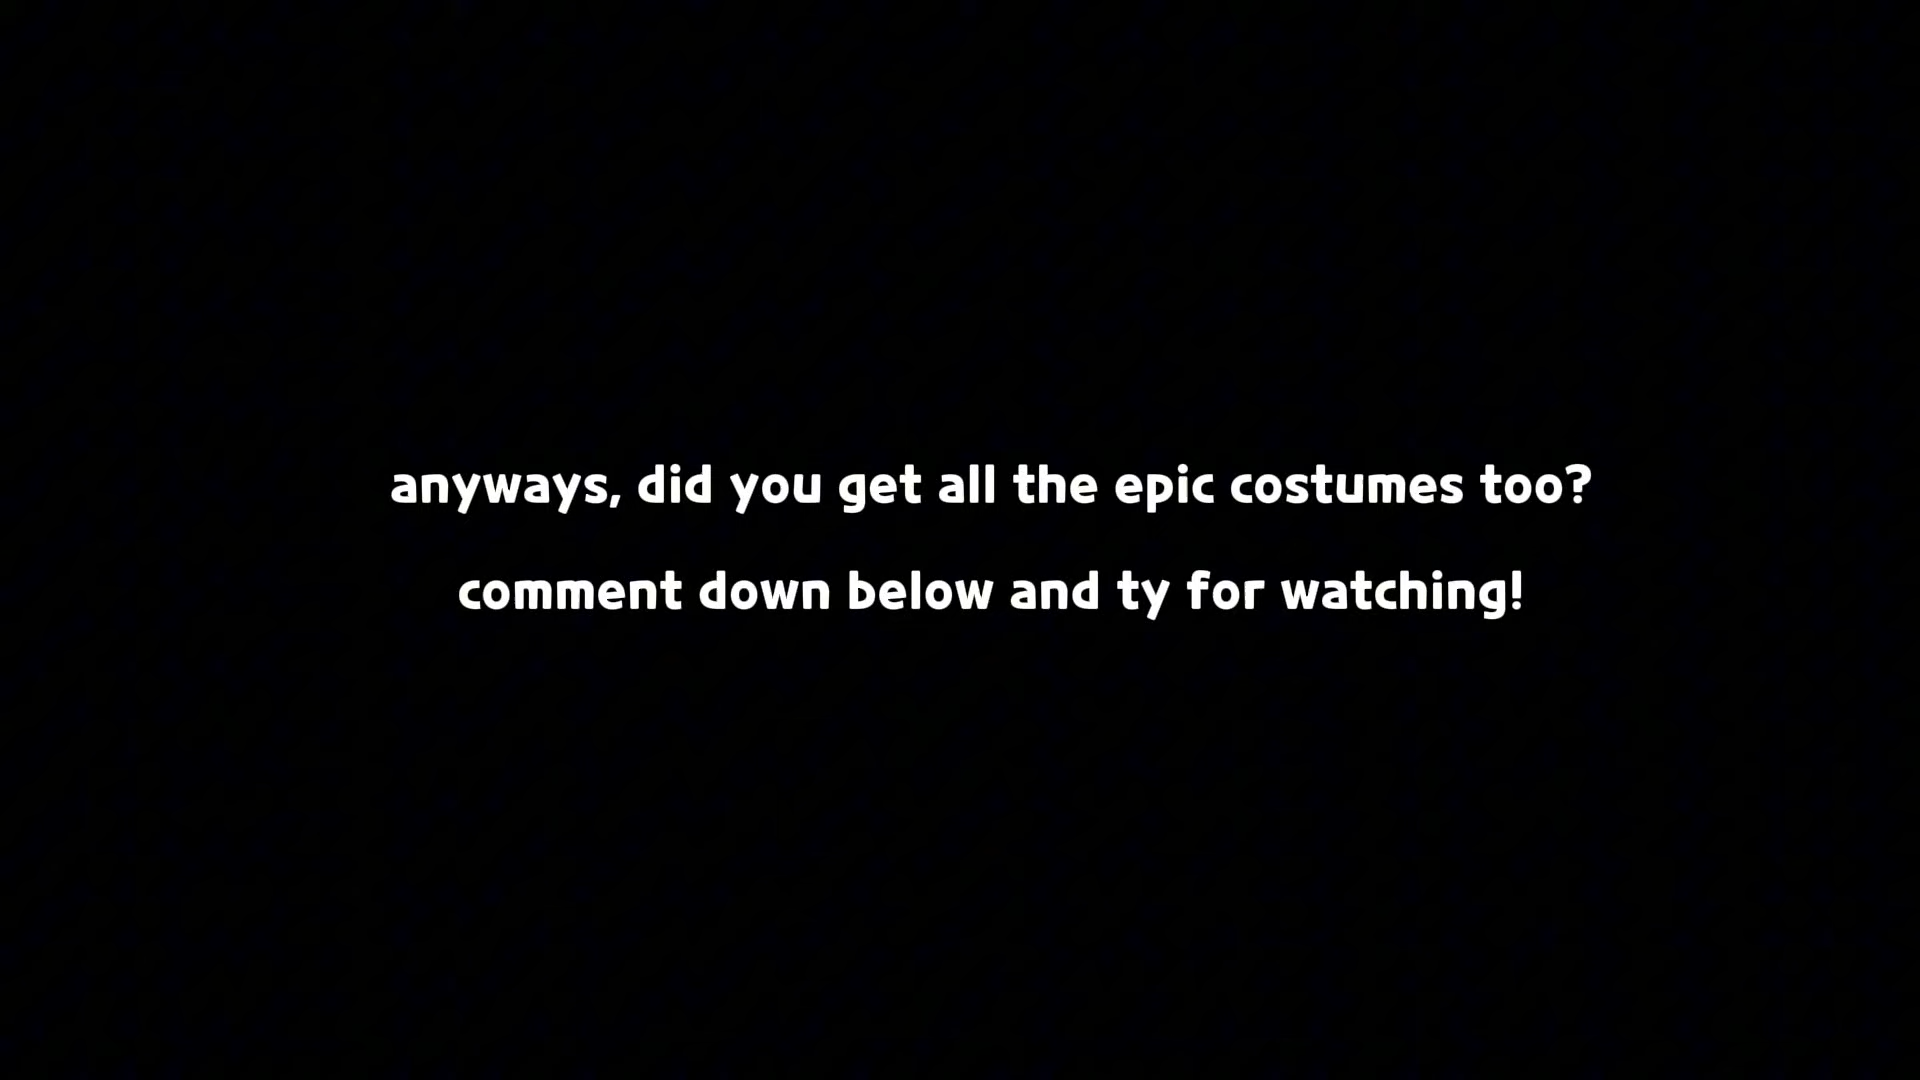 anyways, did you get all the epic costumes too?
comment down below and ty for watching!